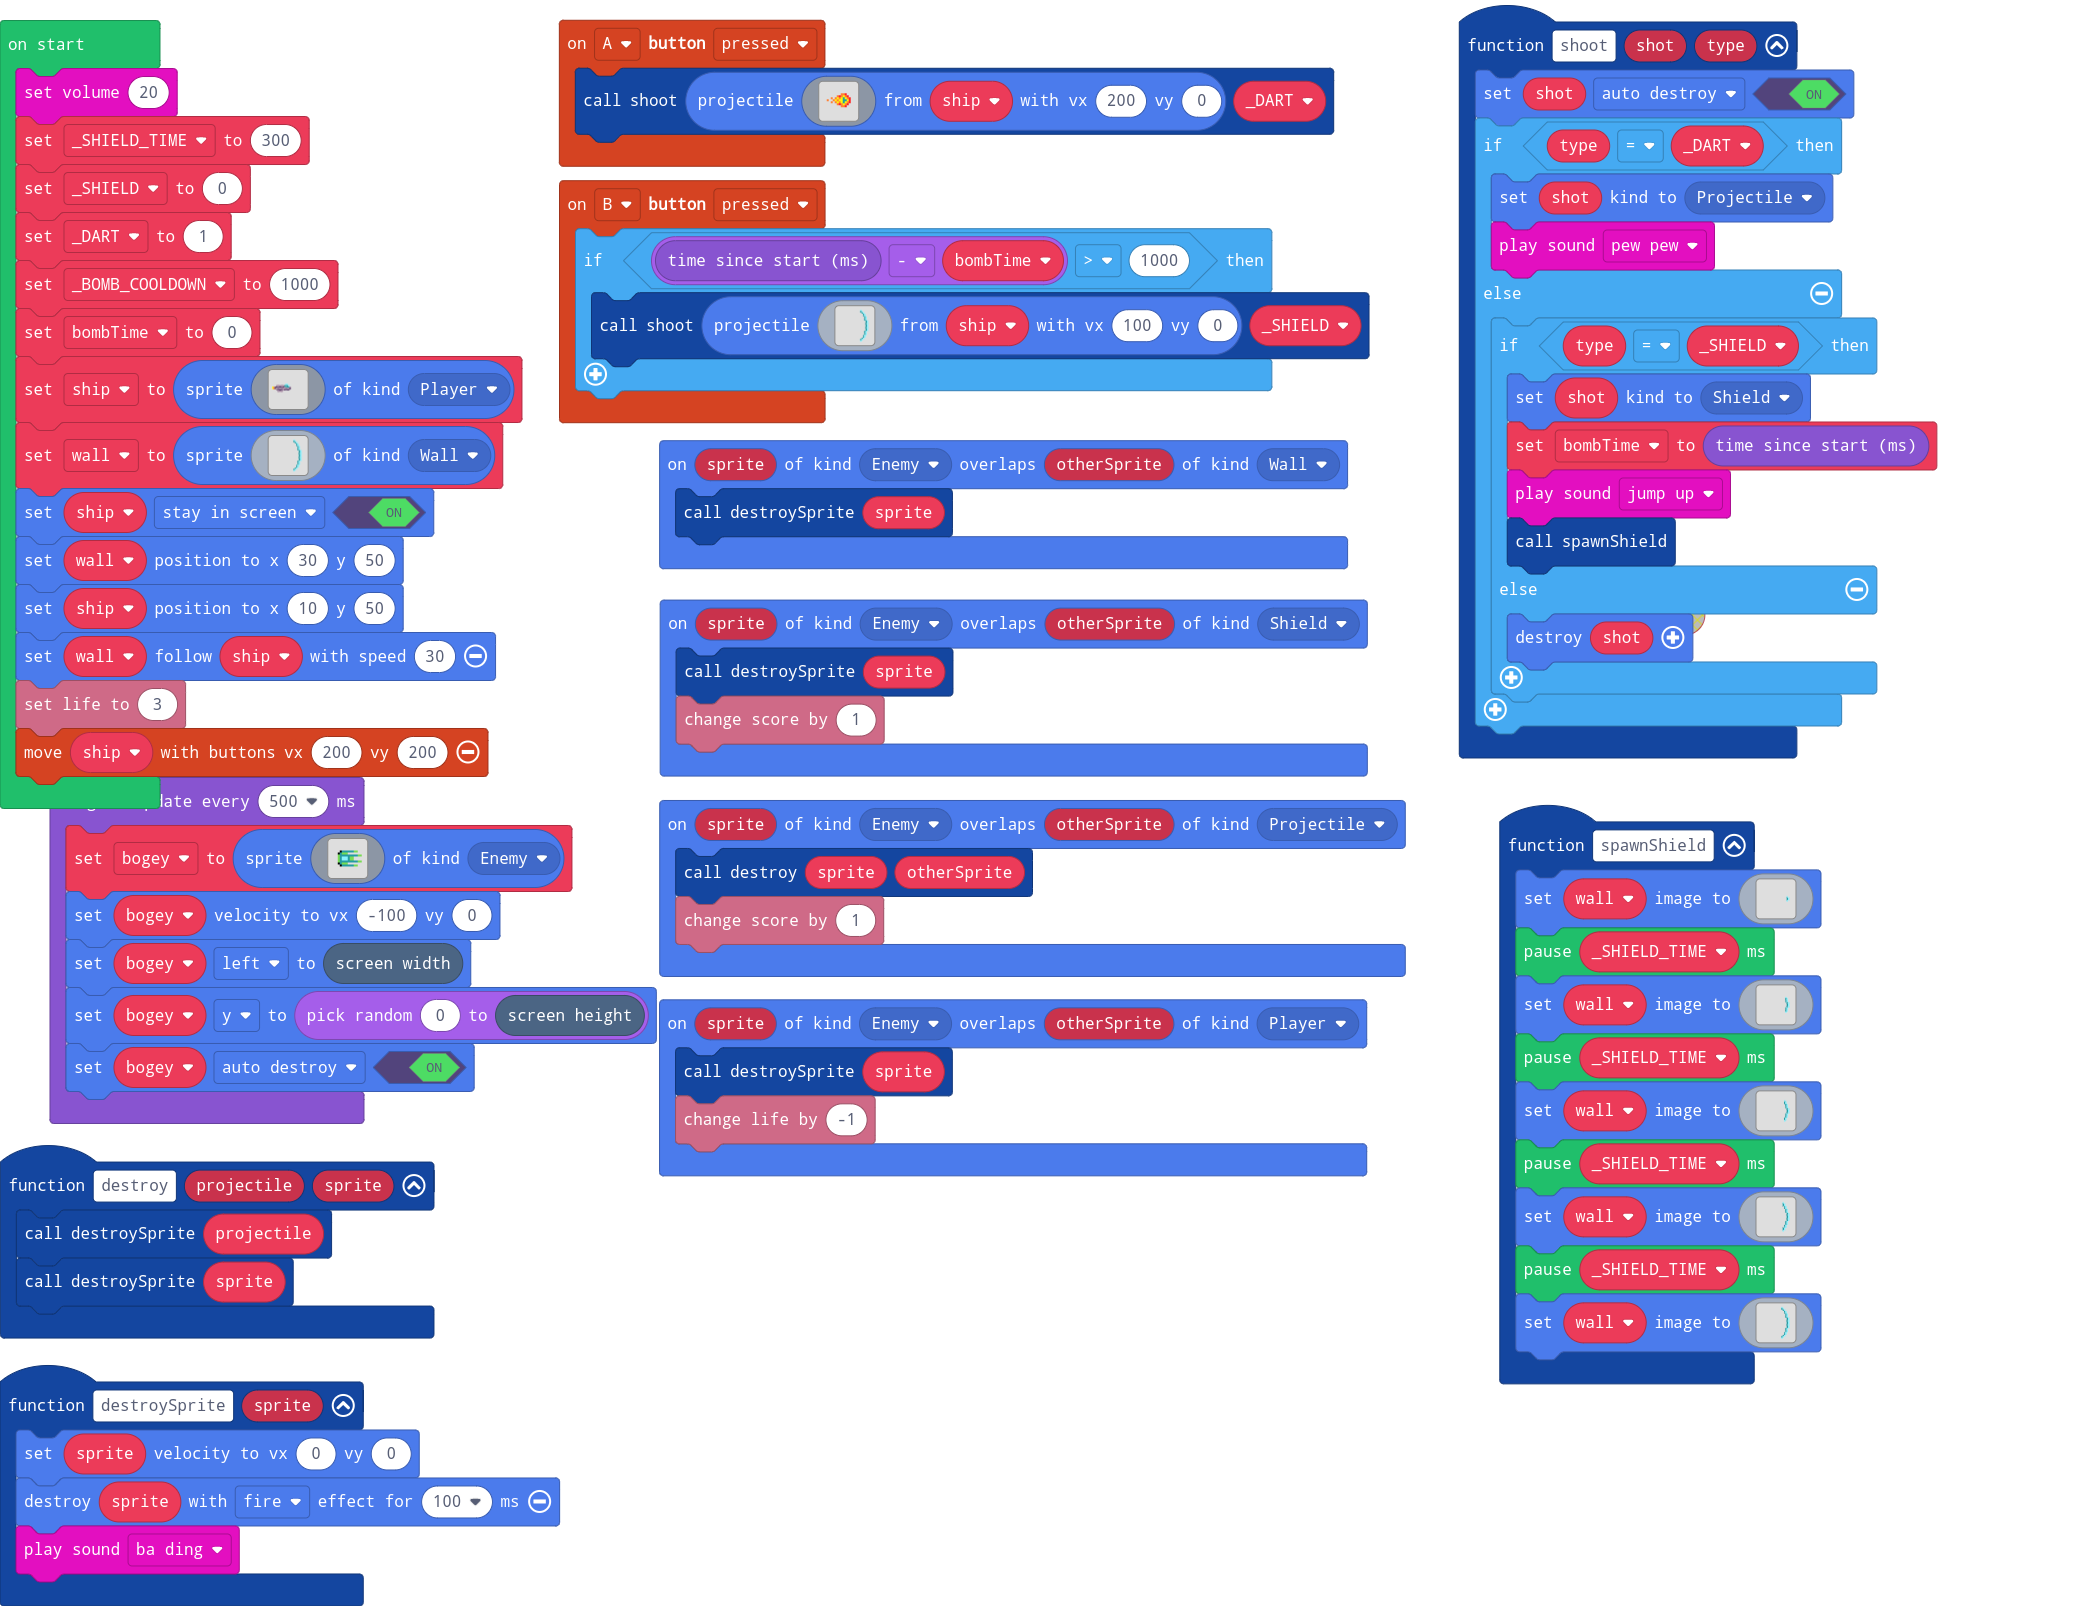 on start
set volume 20
set _SHIELD_TIME to 300
set _SHIELD to 0
set _DART to 1
set _BOMB_COOLDOWN to 1000
set bombTime to 0
set ship to sprite of kind Player
set wall to sprite of kind Wall
set ship stay in screen ON
set wall position to x 30 y 50
set ship position to x 10 y 50
set wall follow ship with speed 30
set life to 3
move ship with buttons vx 200 vy 200
date every 500 ms
set bogey to sprite of kind Enemy
set bogey velocity to vx -100 vy 0
set bogey left to screen width
set bogey y to pick random 0 to screen height
set bogey auto destroy ON
function destroy projectile sprite
call destroySprite projectile
call destroySprite sprite
function destroySprite sprite
set sprite velocity to vx 0 vy 0
destroy sprite with fire effect for 100 ms
play sound ba ding
on A button pressed
call shoot projectile from ship with vx 200 vy 0 _DART
on B button pressed
if time since start (ms) - bombTime > 1000 then
call shoot projectile from ship with vx 100 vy 0 _SHIELD
on sprite of kind Enemy overlaps otherSprite of kind Wall
call destroySprite sprite
on sprite of kind Enemy overlaps otherSprite of kind Shield
call destroySprite sprite
change score by 1
on sprite of kind Enemy overlaps otherSprite of kind Projectile
call destroy sprite otherSprite
change score by 1
on sprite of kind Enemy overlaps otherSprite of kind Player
call destroySprite sprite
change life by -1
function shoot shot type
set shot auto destroy ON
if type = _DART then
set shot kind to Projectile
play sound pew pew
else
if type = _SHIELD then
set shot kind to Shield
set bombTime to time since start (ms)
play sound jump up
call spawnShield
else
destroy shot
function spawnShield
set wall image to
pause _SHIELD_TIME ms
set wall image to
pause _SHIELD_TIME ms
set wall image to
pause _SHIELD_TIME ms
set wall image to
pause _SHIELD_TIME ms
set wall image to